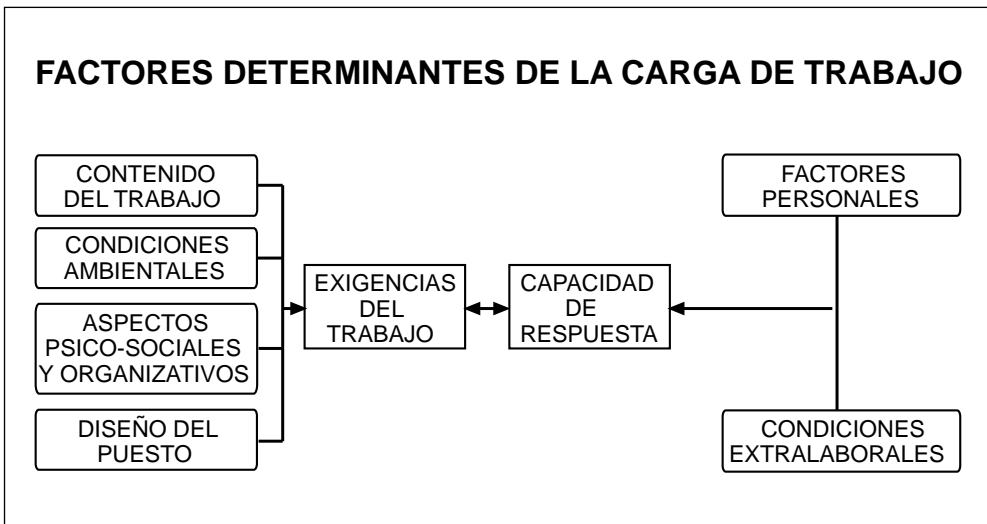 FACTORES DETERMINANTES DE LA CARGA DE TRABAJO
CONTENIDO
DEL TRABAJO
CONDICIONES
AMBIENTALES
ASPECTOS
PSICO-SOCIALES
Y ORGANIZATIVOS
DISEÑO DEL
PUESTO
EXIGENCIAS
DEL
TRABAJO
CAPACIDAD
DE
RESPUESTA
FACTORES
PERSONALES
CONDICIONES
EXTRALABORALES